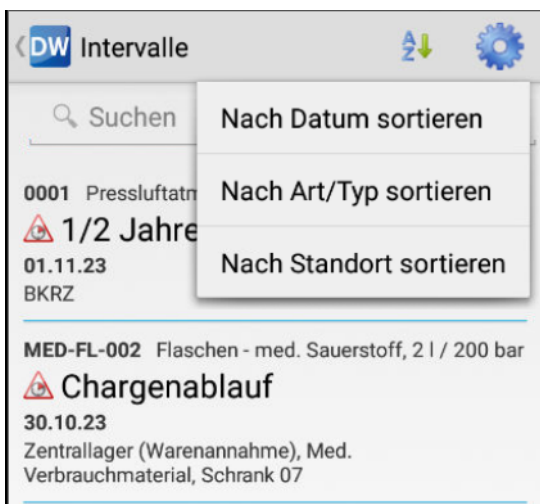 DW Intervalle
Suchen
Nach Datum sortieren
Nach Art/Typ sortieren
Nach Standort sortieren
0001
1/2 Jahre
01.11.23
BKRZ
MED-FL-002 Flaschen - med. Sauerstoff, 2 l / 200 bar
Chargenablauf
30.10.23
Zentrallager (Warenannahme), Med.
Verbrauchmaterial, Schrank 07